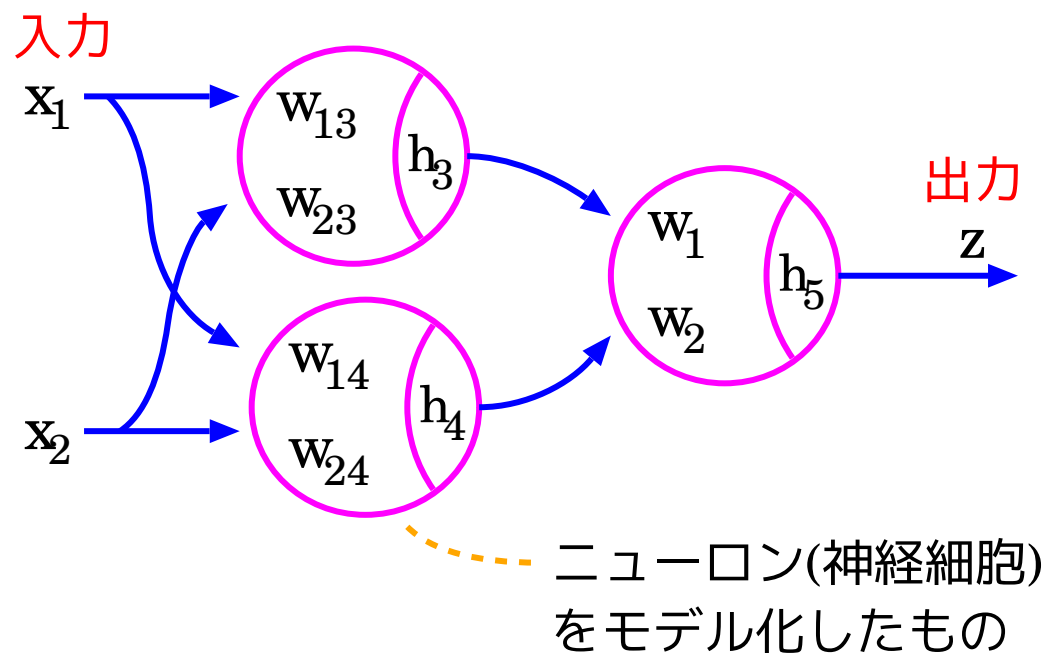 入力
x1
x2
w13
w23
h3
w14
w24
h4
w1
w2
h5
出力
z
ニューロン(神経細胞)
をモデル化したもの